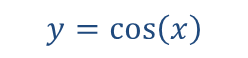 y = cos(x)